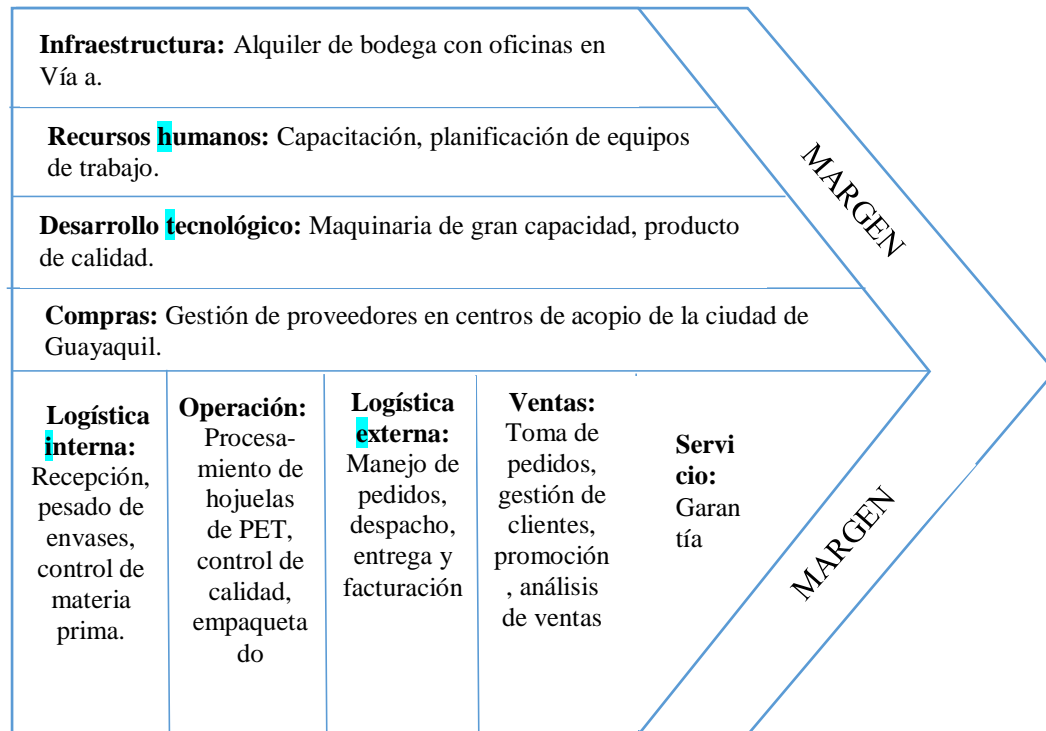 Infraestructura: Alquiler de bodega con oficinas en
Vía a.
Recursos humanos: Capacitación, planificación de equipos
de trabajo.
Desarrollo tecnológico: Maquinaria de gran capacidad, producto
de calidad.
Compras: Gestión de proveedores en centros de acopio de la ciudad de
Guayaquil.
MARGEN
Logística
interna:
Recepción,
pesado de
envases,
control de
materia
prima.
Operación:
Procesa-
miento de
hojuelas
de PET,
control de
calidad,
empaqueta
do
Logística
externa:
Manejo de
pedidos,
despacho,
entrega y
facturación
Ventas:
Toma de
pedidos,
gestión de
clientes,
promoción
, análisis
de ventas
Servi
cio:
Garan
tía
MARGEN